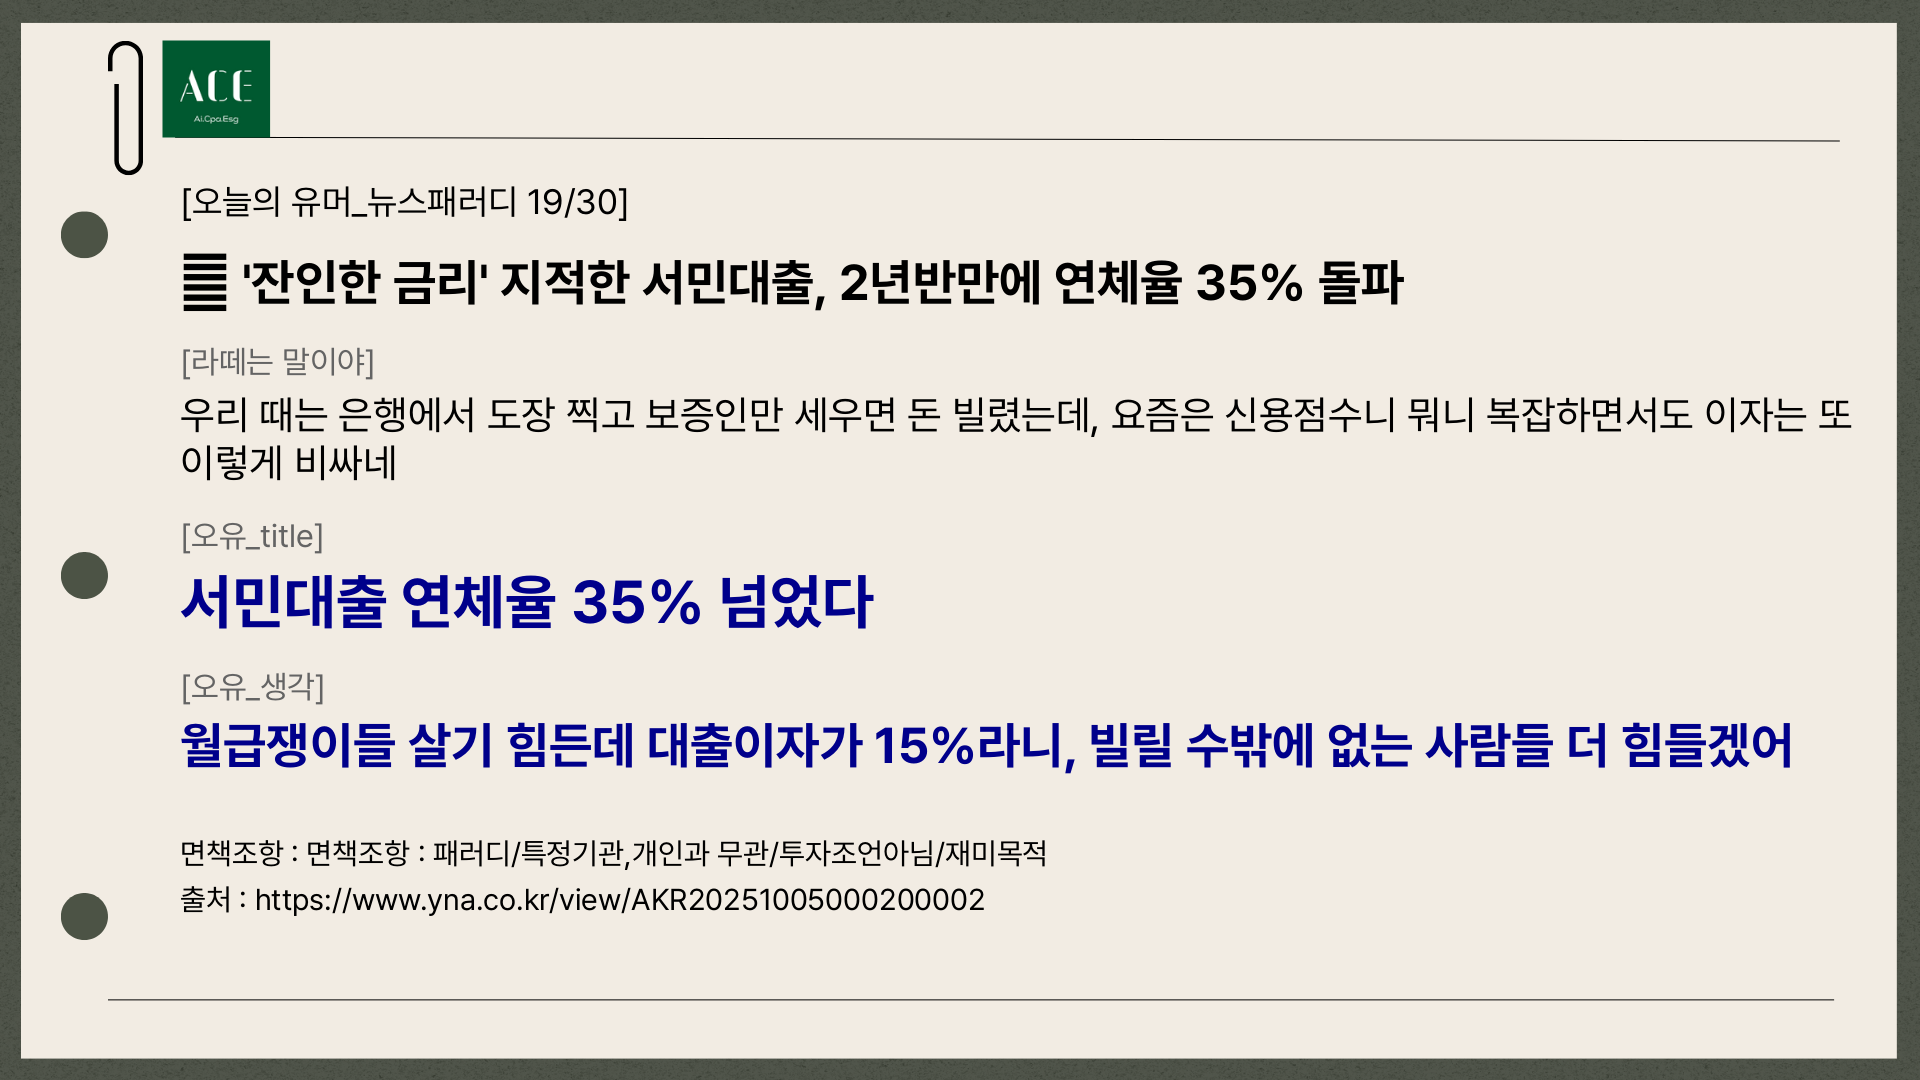 ACE
Ai.Cpa.Esg
[오늘의 유머_뉴스패러디 19/30]
䷀ '잔인한 금리' 지적한 서민대출, 2년반만에 연체율 35% 돌파
[라떼는 말이야]
우리 때는 은행에서 도장 찍고 보증인만 세우면 돈 빌렸는데, 요즘은 신용점수니 뭐니 복잡하면서도 이자는 또
이렇게 비싸네
[오유_title]
서민대출 연체율 35% 넘었다
[오유_생각]
월급쟁이들 살기 힘든데 대출이자가 15%라니, 빌릴 수밖에 없는 사람들 더 힘들겠어
면책조항 : 면책조항 : 패러디/특정기관,개인과 무관/투자조언아님/재미목적
출처 : https://www.yna.co.kr/view/AKR20251005000200002